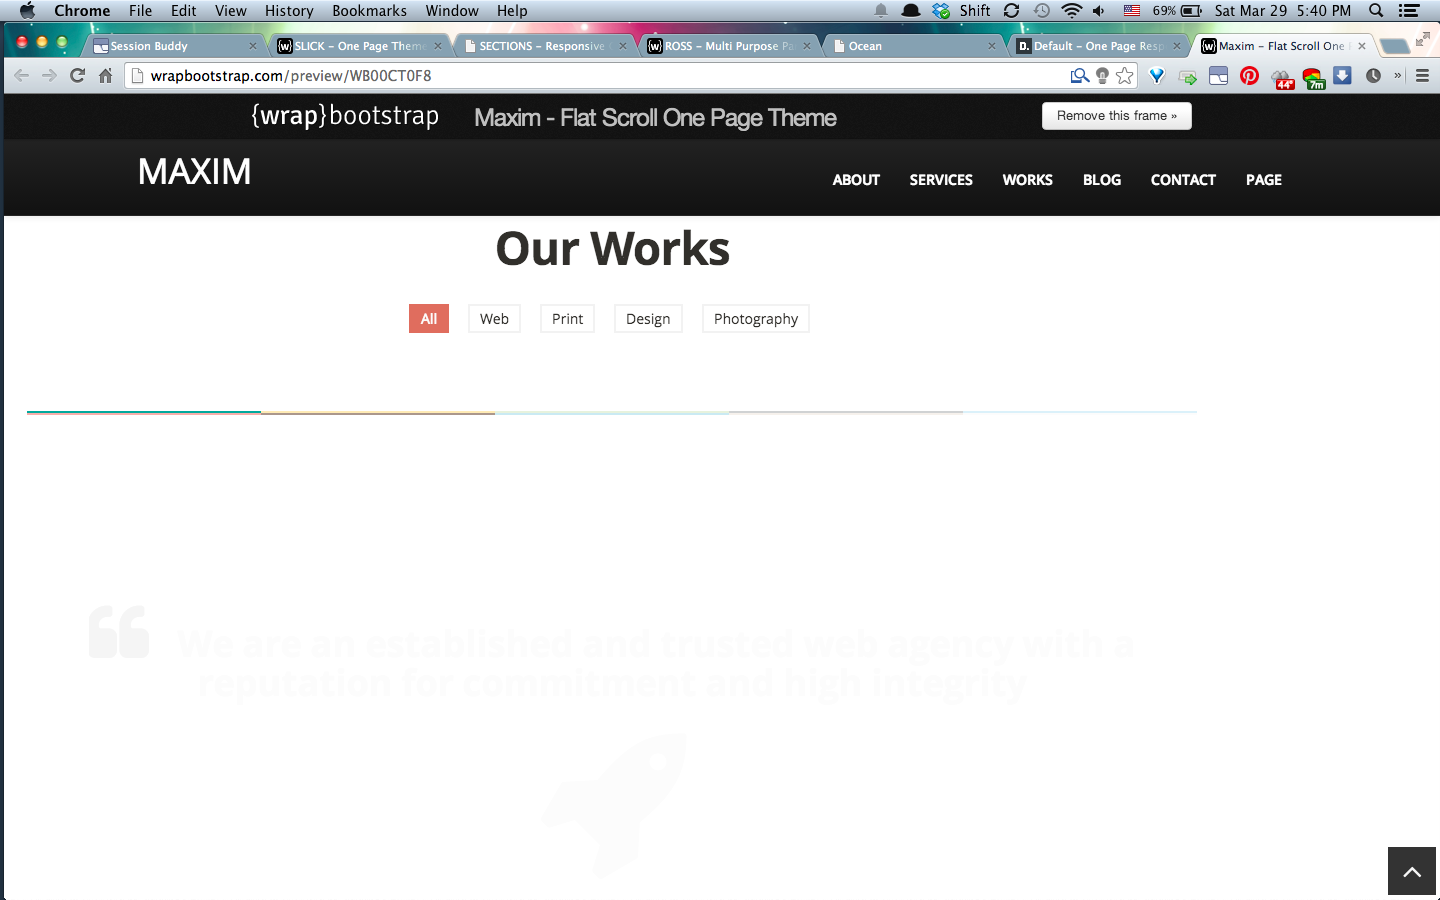 Chrome File Edit View History Bookmarks Window Help Shift 69% Sat Mar 29 5:40 PM
Session Buddy SLICK – One Page Theme SECTIONS – Responsive ROSS – Multi Purpose Pa Ocean Default – One Page Resp Maxim – Flat Scroll One
wrapbootstrap.com/preview/WB00CT0F8 44° 7m »
{wrap}bootstrap Maxim - Flat Scroll One Page Theme Remove this frame »
MAXIM ABOUT SERVICES WORKS BLOG CONTACT PAGE
Our Works
All Web Print Design Photography
We are an established and trusted web agency with a
reputation for commitment and high integrity